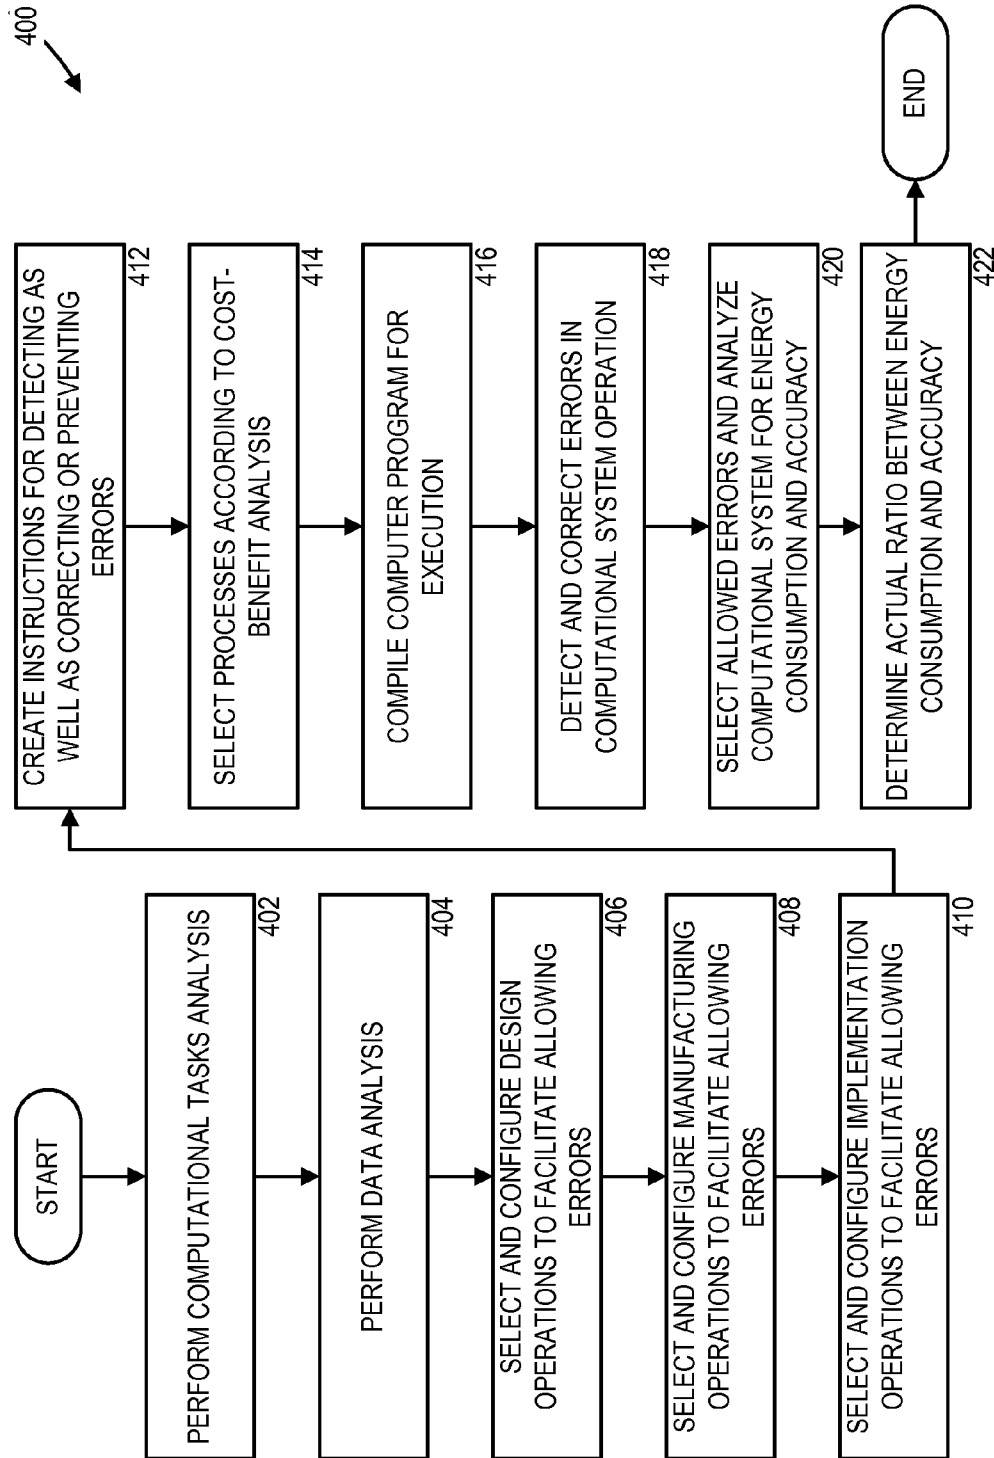 400
START
PERFORM COMPUTATIONAL TASKS ANALYSIS
402
PERFORM DATA ANALYSIS
404
SELECT AND CONFIGURE DESIGN
OPERATIONS TO FACILITATE ALLOWING
ERRORS
406
SELECT AND CONFIGURE MANUFACTURING
OPERATIONS TO FACILITATE ALLOWING
ERRORS
408
SELECT AND CONFIGURE IMPLEMENTATION
OPERATIONS TO FACILITATE ALLOWING
ERRORS
410
CREATE INSTRUCTIONS FOR DETECTING AS
WELL AS CORRECTING OR PREVENTING
ERRORS
412
SELECT PROCESSES ACCORDING TO COST-
BENEFIT ANALYSIS
414
COMPILE COMPUTER PROGRAM FOR
EXECUTION
416
DETECT AND CORRECT ERRORS IN
COMPUTATIONAL SYSTEM OPERATION
418
SELECT ALLOWED ERRORS AND ANALYZE
COMPUTATIONAL SYSTEM FOR ENERGY
CONSUMPTION AND ACCURACY
420
DETERMINE ACTUAL RATIO BETWEEN ENERGY
CONSUMPTION AND ACCURACY
422
END